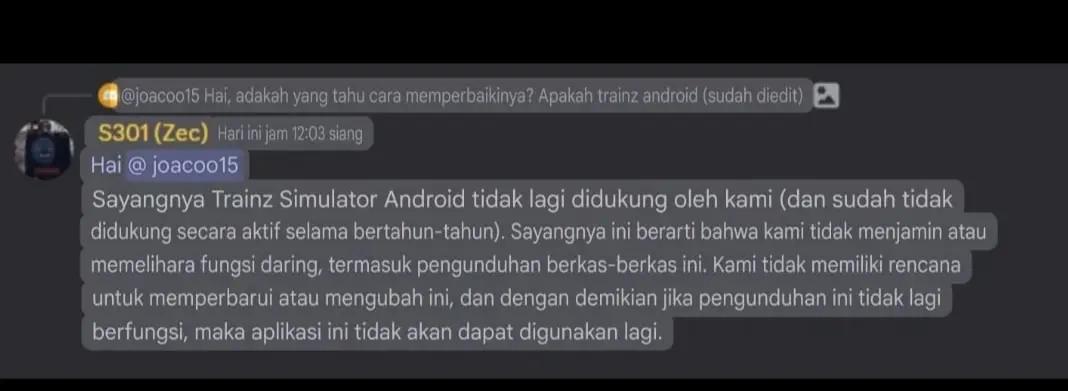 @joacoo15 Hai, adakah yang tahu cara memperbaikinya? Apakah trainz android (sudah diedit)
S301 (Zec) Hari ini jam 12:03 siang
Hai @ joacoo15
Sayangnya Trainz Simulator Android tidak lagi didukung oleh kami (dan sudah tidak
didukung secara aktif selama bertahun-tahun). Sayangnya ini berarti bahwa kami tidak menjamin atau
memelihara fungsi daring, termasuk pengunduhan berkas-berkas ini. Kami tidak memiliki rencana
untuk memperbarui atau mengubah ini, dan dengan demikian jika pengunduhan ini tidak lagi
berfungsi, maka aplikasi ini tidak akan dapat digunakan lagi.